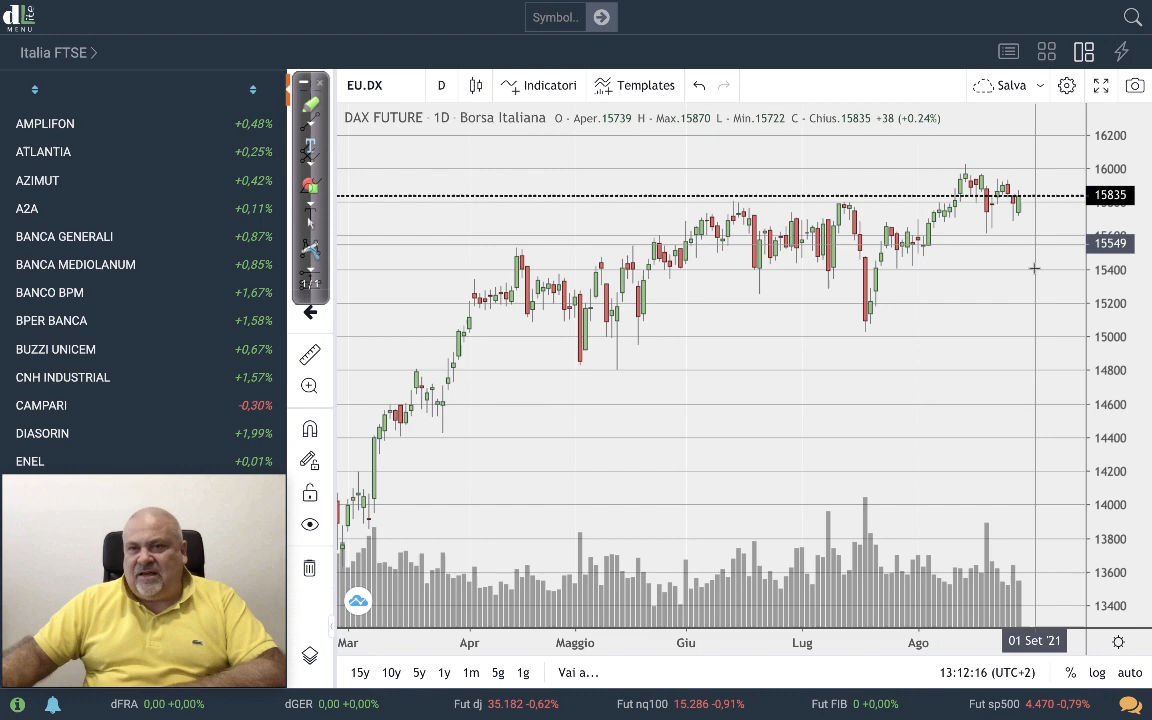 dLite
MENU
Symbol..
Italia FTSE
AMPLIFON +0,48%
ATLANTIA +0,25%
AZIMUT +0,42%
A2A +0,11%
BANCA GENERALI +0,87%
BANCA MEDIOLANUM +0,85%
BANCO BPM +1,67%
BPER BANCA +1,58%
BUZZI UNICEM +0,67%
CNH INDUSTRIAL +1,57%
CAMPARI -0,30%
DIASORIN +1,99%
ENEL +0,01%
1/1
EU.DX D Indicatori Templates Salva
DAX FUTURE · 1D · Borsa Italiana O - Aper.15739 H - Max.15870 L - Min.15722 C - Chius.15835 +38 (+0.24%)
16200
16000
15835
15549
15400
15200
15000
14800
14600
14400
14200
14000
13800
13600
13400
Mar Apr Maggio Giu Lug Ago 01 Set '21
15y 10y 5y 1y 1m 5g 1g Vai a... 13:12:16 (UTC+2) % log auto
dFRA 0,00 +0,00% dGER 0,00 +0,00% Fut dj 35.182 -0,62% Fut nq100 15.286 -0,91% Fut FIB 0 +0,00% Fut sp500 4.470 -0,79%